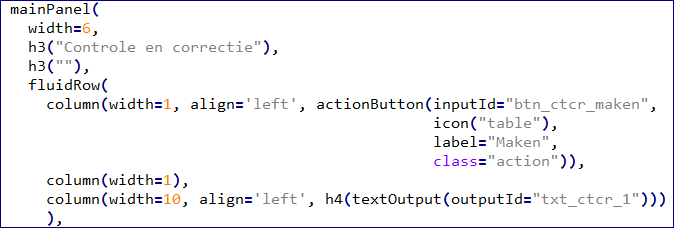 mainPanel(
  width=6,
  h3("Controle en correctie"),
  h3(""),
  fluidRow(
    column(width=1, align='left', actionButton(inputId="btn_ctcr_maken",
                                               icon("table"),
                                               label="Maken",
                                               class="action")),
    column(width=1),
    column(width=10, align='left', h4(textOutput(outputId="txt_ctcr_1")))
    ),